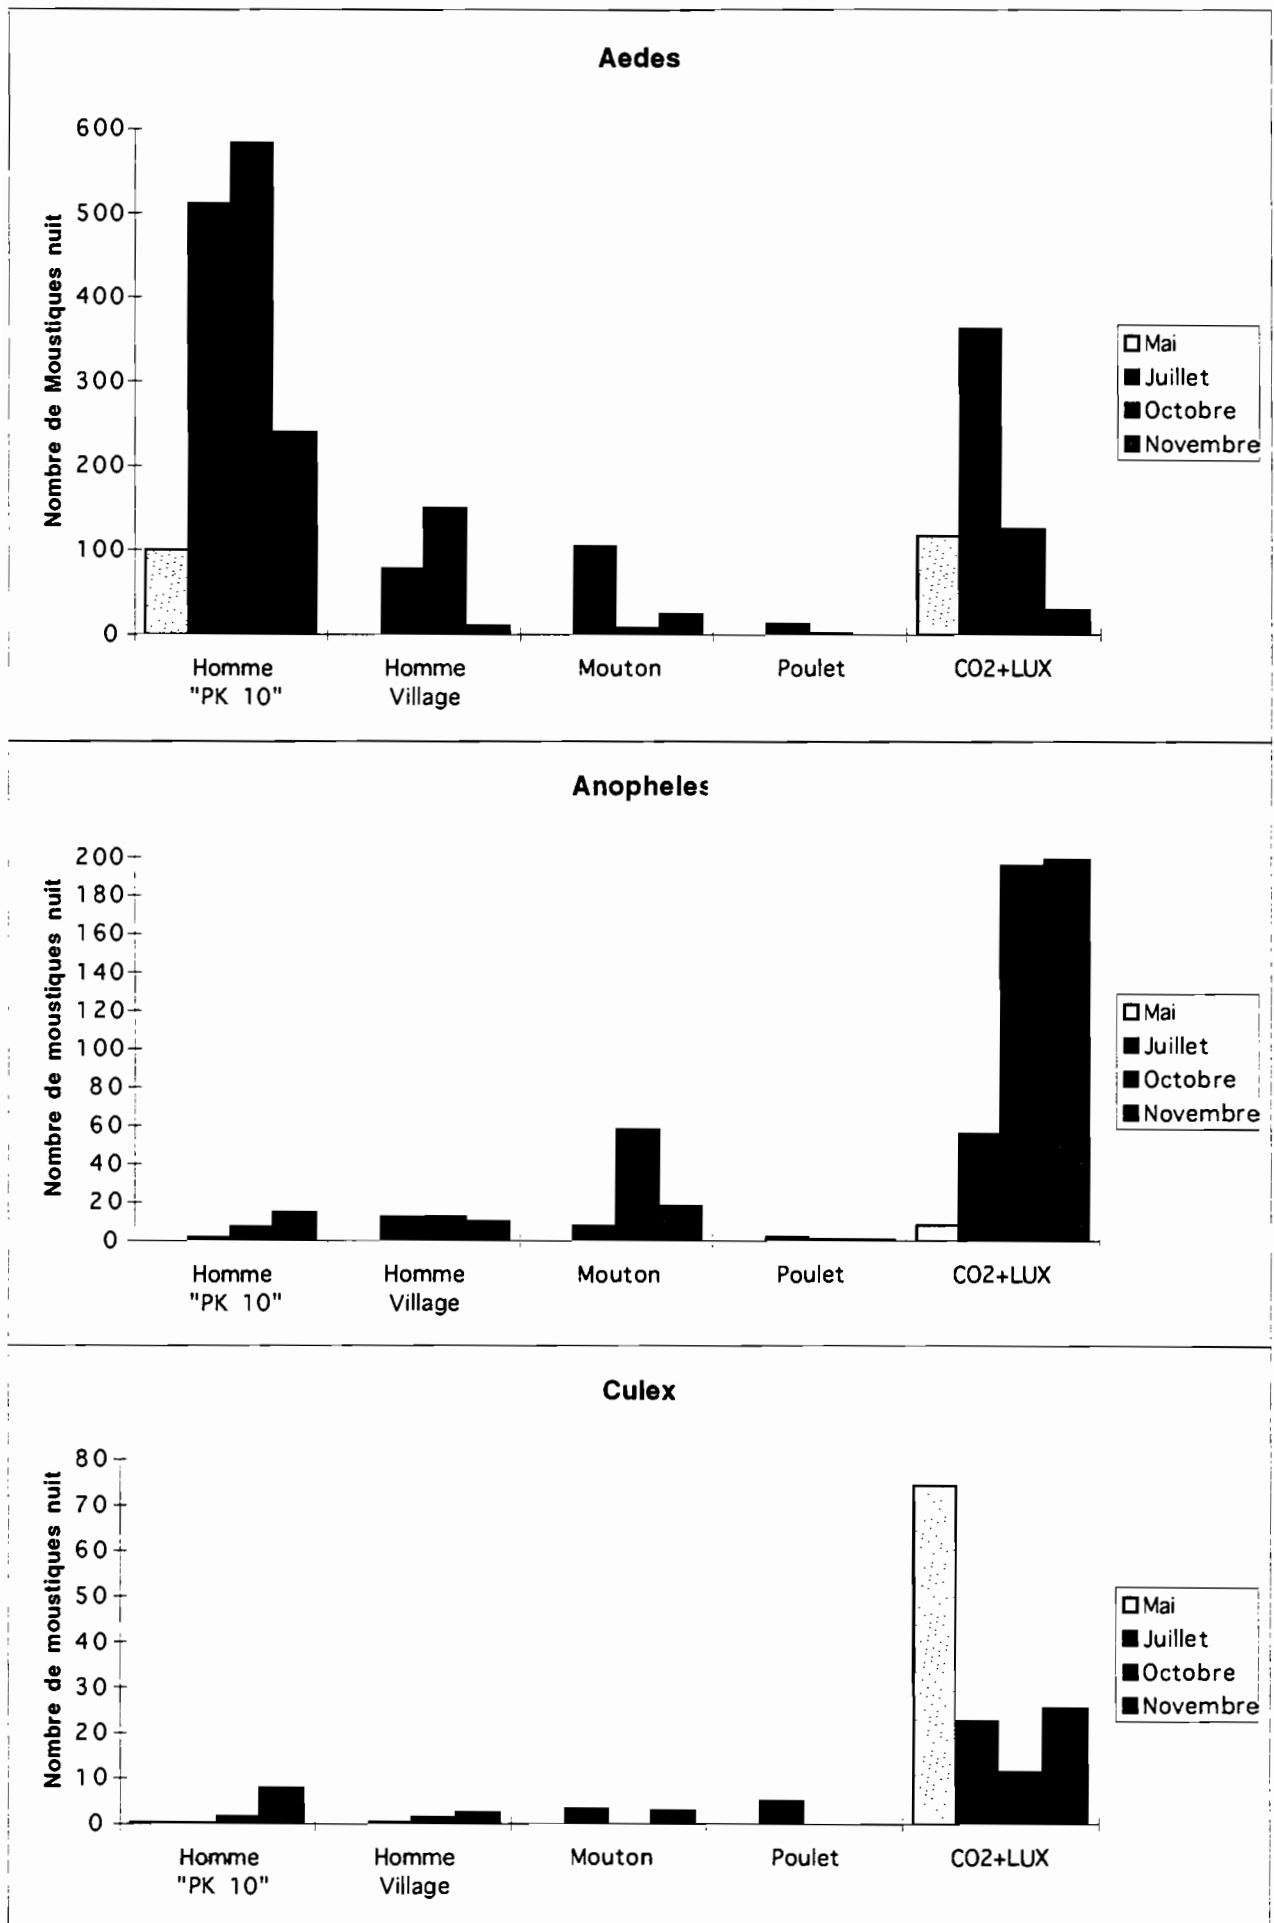 Aedes
Nombre de Moustiques nuit
600
500
400
300
200
100
0
Homme "PK 10"
Homme Village
Mouton
Poulet
CO2+LUX
Mai
Juillet
Octobre
Novembre
Anopheles
Nombre de moustiques nuit
200
180
160
140
120
100
80
60
40
20
0
Homme "PK 10"
Homme Village
Mouton
Poulet
CO2+LUX
Mai
Juillet
Octobre
Novembre
Culex
Nombre de moustiques nuit
80
70
60
50
40
30
20
10
0
Homme "PK 10"
Homme Village
Mouton
Poulet
CO2+LUX
Mai
Juillet
Octobre
Novembre